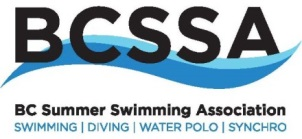 BCSSA
BC Summer Swimming Association
SWIMMING | DIVING | WATER POLO | SYNCHRO